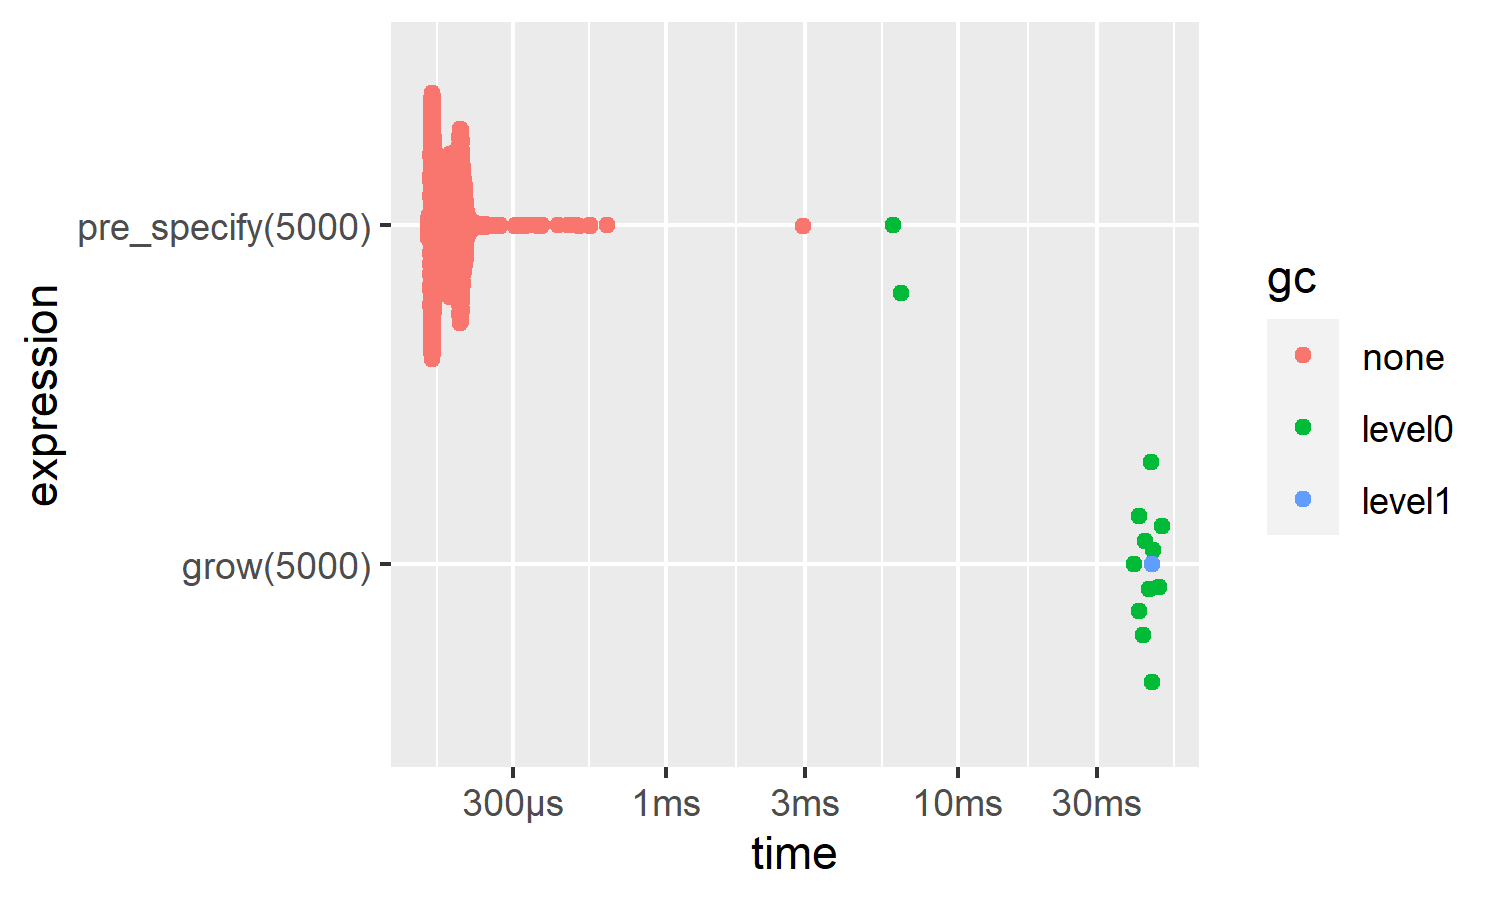 expression
pre_specify(5000)
grow(5000)
300µs 1ms 3ms 10ms 30ms
time
gc
none
level0
level1